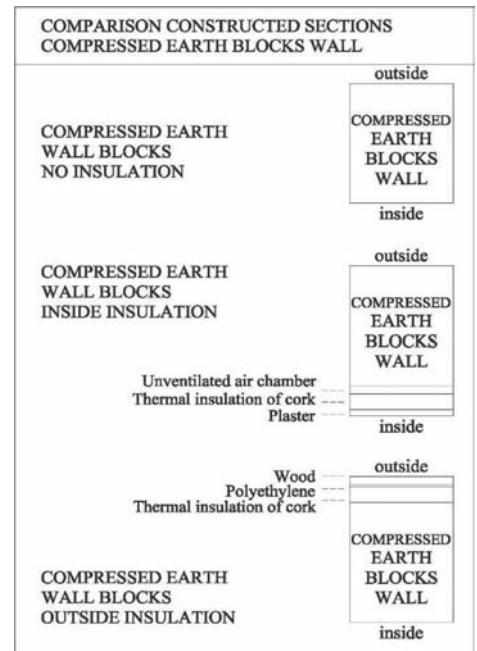 COMPARISON CONSTRUCTED SECTIONS
COMPRESSED EARTH BLOCKS WALL
outside
COMPRESSED EARTH
WALL BLOCKS
NO INSULATION
COMPRESSED
EARTH
BLOCKS
WALL
inside
outside
COMPRESSED EARTH
WALL BLOCKS
INSIDE INSULATION
COMPRESSED
EARTH
BLOCKS
WALL
Unventilated air chamber
Thermal insulation of cork
Plaster
inside
outside
Wood
Polyethylene
Thermal insulation of cork
COMPRESSED
EARTH
BLOCKS
WALL
COMPRESSED EARTH
WALL BLOCKS
OUTSIDE INSULATION
inside